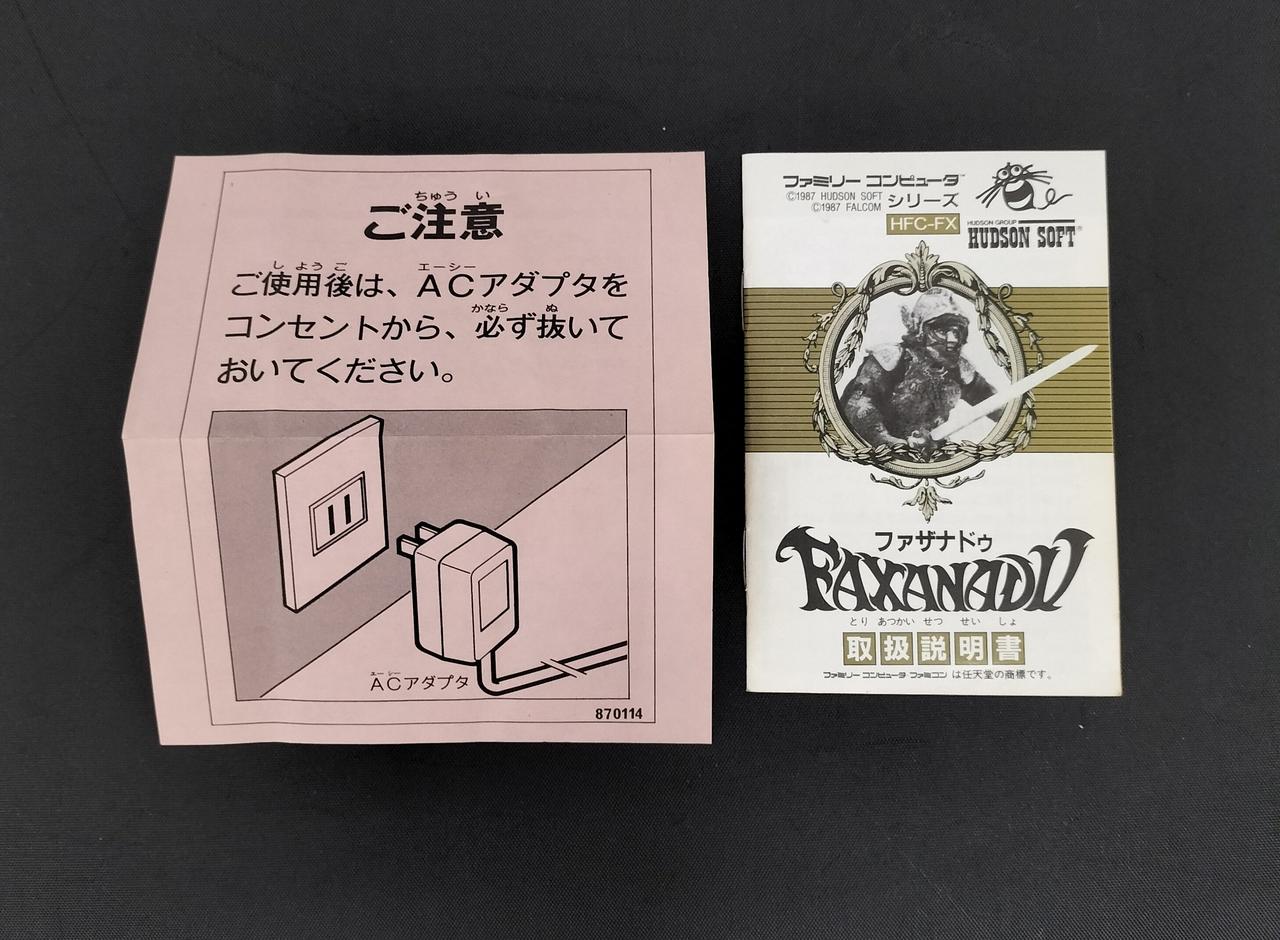 ちゅう い
ご注意
し よう ご エーシー
ご使用後は、ACアダプタを
かなら ぬ
コンセントから、必ず抜いて
おいてください。
エーシー
ACアダプタ
870114
ファミリー コンピュータ™
©1987 HUDSON SOFT シリーズ
©1987 FALCOM
HFC-FX
HUDSON GROUP
HUDSON SOFT®
ファザナドゥ
FAXANADU
とり あつかい せつ めい しょ
取扱説明書
ファミリーコンピュータ・ファミコン は任天堂の商標です。